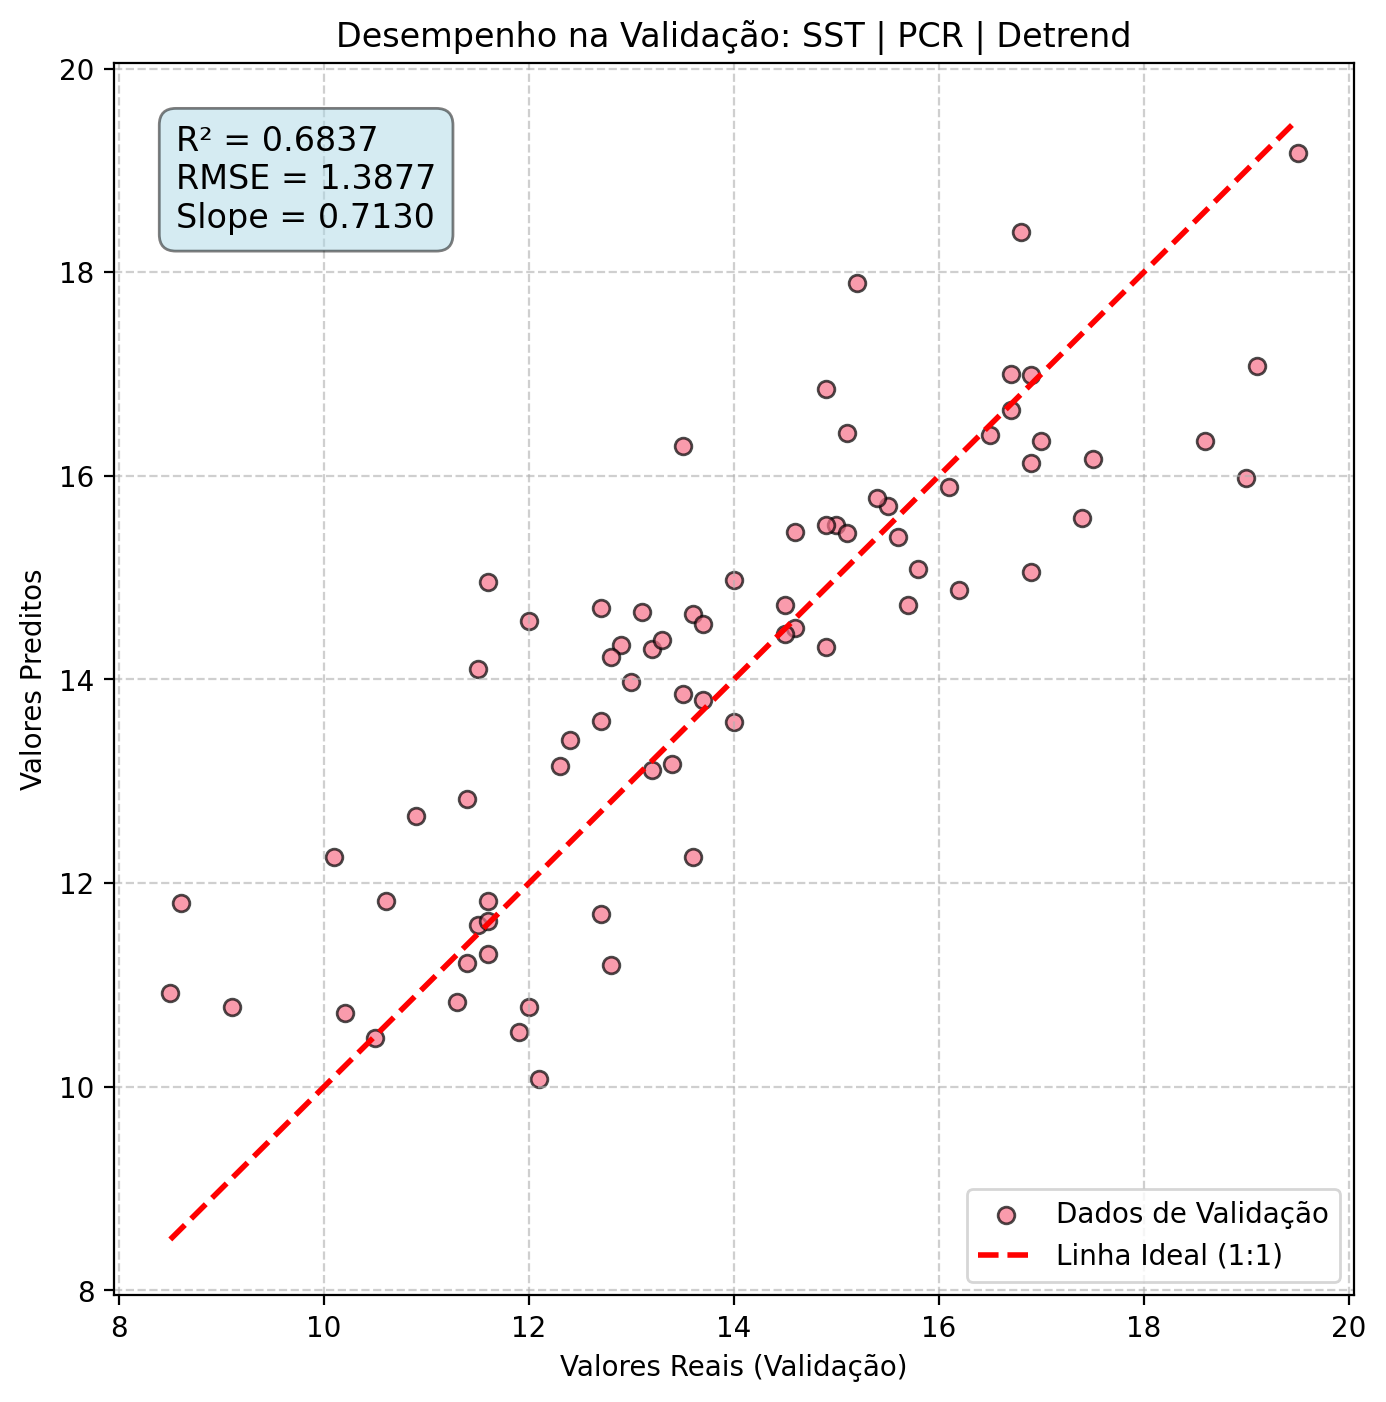 Desempenho na Validação: SST | PCR | Detrend
R² = 0.6837
RMSE = 1.3877
Slope = 0.7130
Valores Preditos
20
18
16
14
12
10
8
Dados de Validação
Linha Ideal (1:1)
8 10 12 14 16 18 20
Valores Reais (Validação)